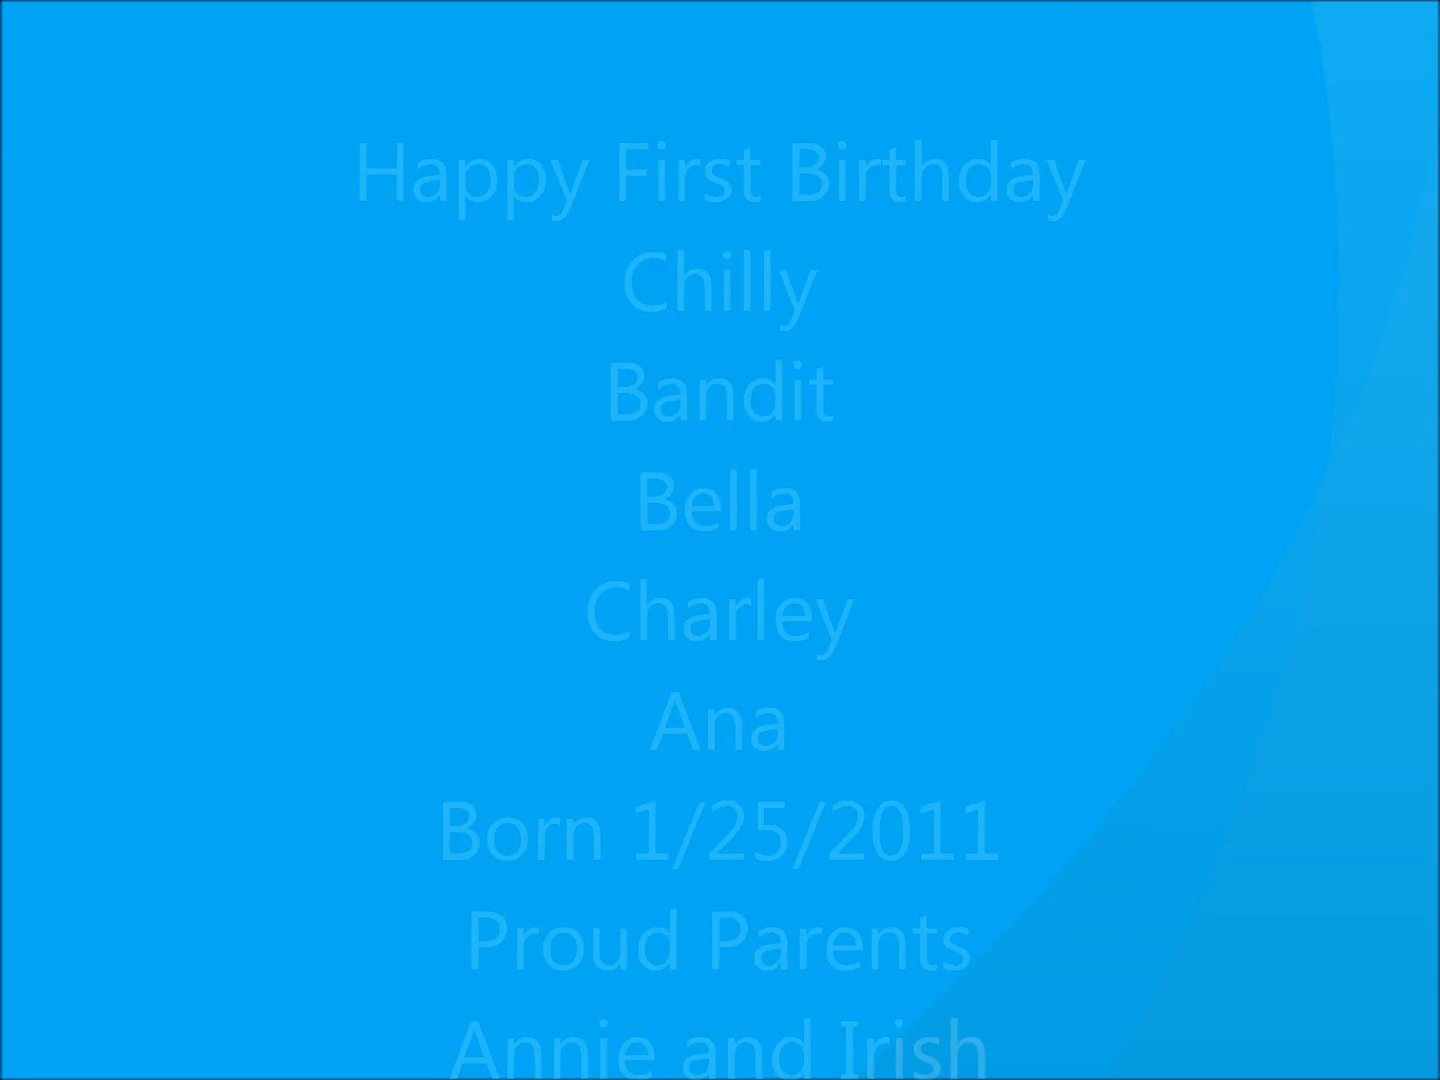 Happy First Birthday
Chilly
Bandit
Bella
Charley
Ana
Born 1/25/2011
Proud Parents
Annie and Irish